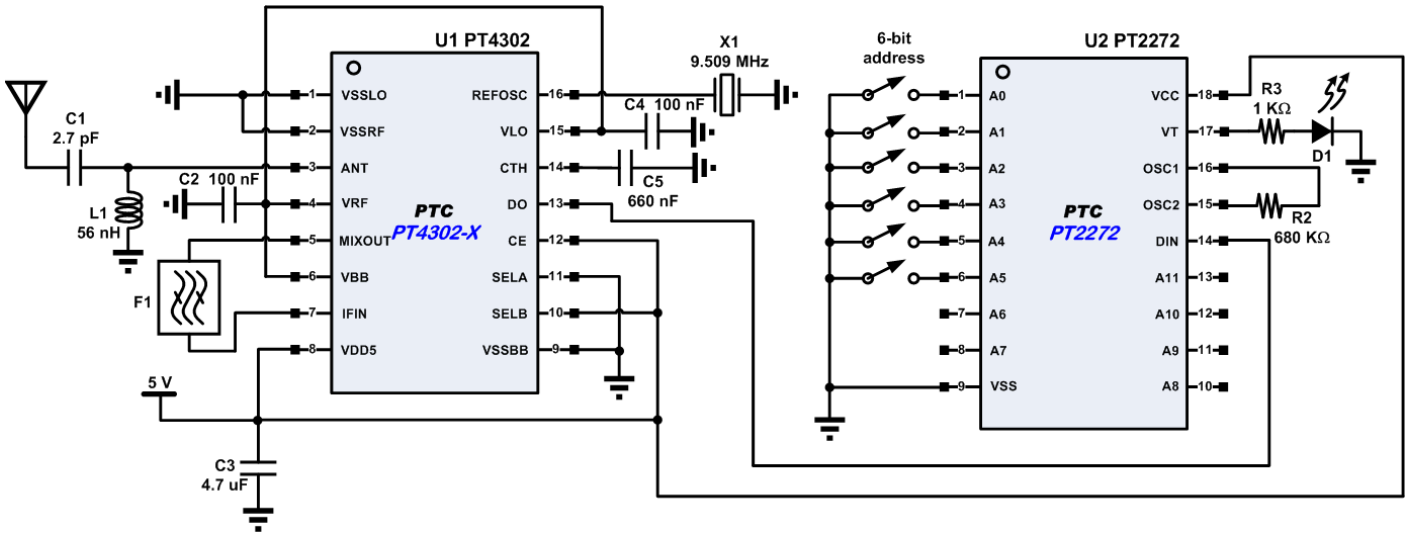 U1 PT4302
X1
9.509 MHz
6-bit
address
U2 PT2272
C1
2.7 pF
L1
56 nH
C2 100 nF
F1
5 V
C3
4.7 uF
1 VSSLO
2 VSSRF
3 ANT
4 VRF
5 MIXOUT
6 VBB
7 IFIN
8 VDD5
PTC
PT4302-X
REFOSC 16
VLO 15
CTH 14
DO 13
CE 12
SELA 11
SELB 10
VSSBB 9
C4 100 nF
C5
660 nF
1 A0
2 A1
3 A2
4 A3
5 A4
6 A5
7 A6
8 A7
9 VSS
PTC
PT2272
VCC 18
VT 17
OSC1 16
OSC2 15
DIN 14
A11 13
A10 12
A9 11
A8 10
R3
1 KΩ
D1
R2
680 KΩ